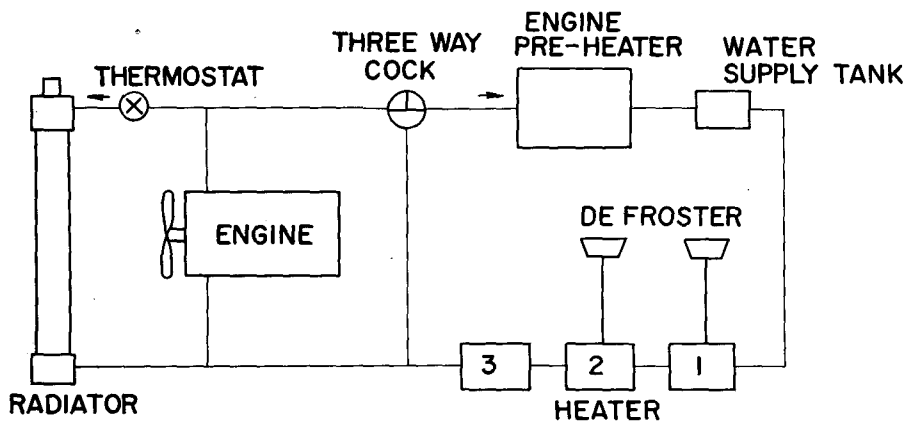 ENGINE
PRE-HEATER
THREE WAY
COCK
WATER
SUPPLY TANK
THERMOSTAT
ENGINE
DE FROSTER
3
2
1
RADIATOR
HEATER